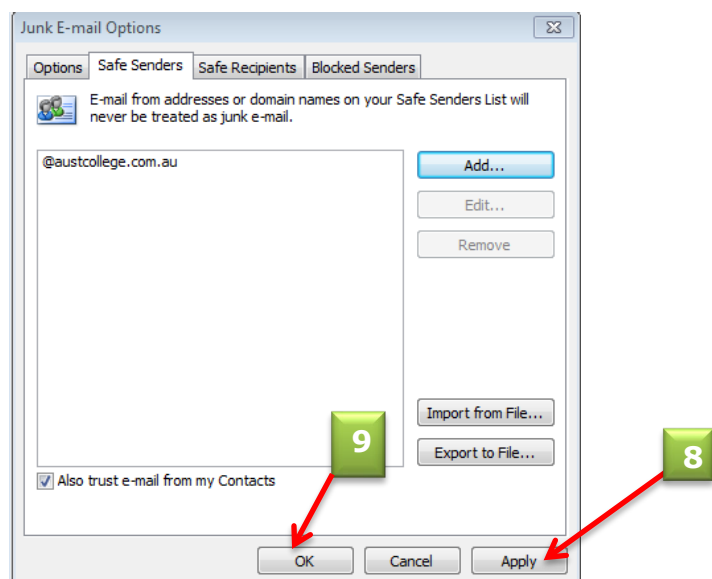 Junk E-mail Options
Options Safe Senders Safe Recipients Blocked Senders
E-mail from addresses or domain names on your Safe Senders List will
never be treated as junk e-mail.
@austcollege.com.au
Add...
Edit...
Remove
Import from File...
Export to File...
9
8
Also trust e-mail from my Contacts
OK Cancel Apply